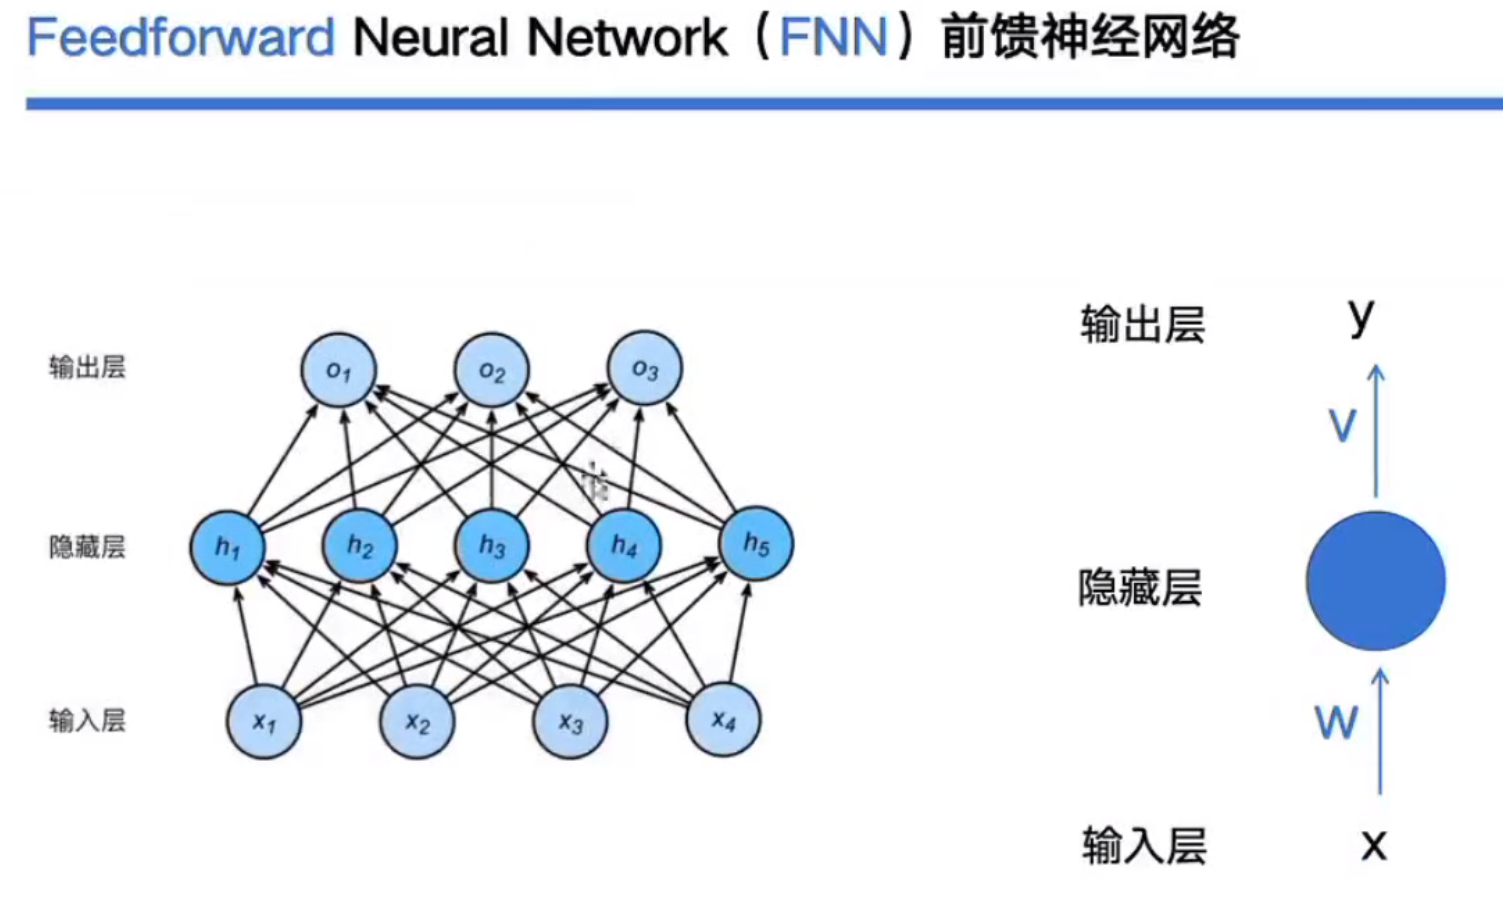 Feedforward Neural Network（FNN）前馈神经网络
输出层
o1 o2 o3
隐藏层
h1 h2 h3 h4 h5
输入层
x1 x2 x3 x4
输出层 y
V
隐藏层
W
输入层 x